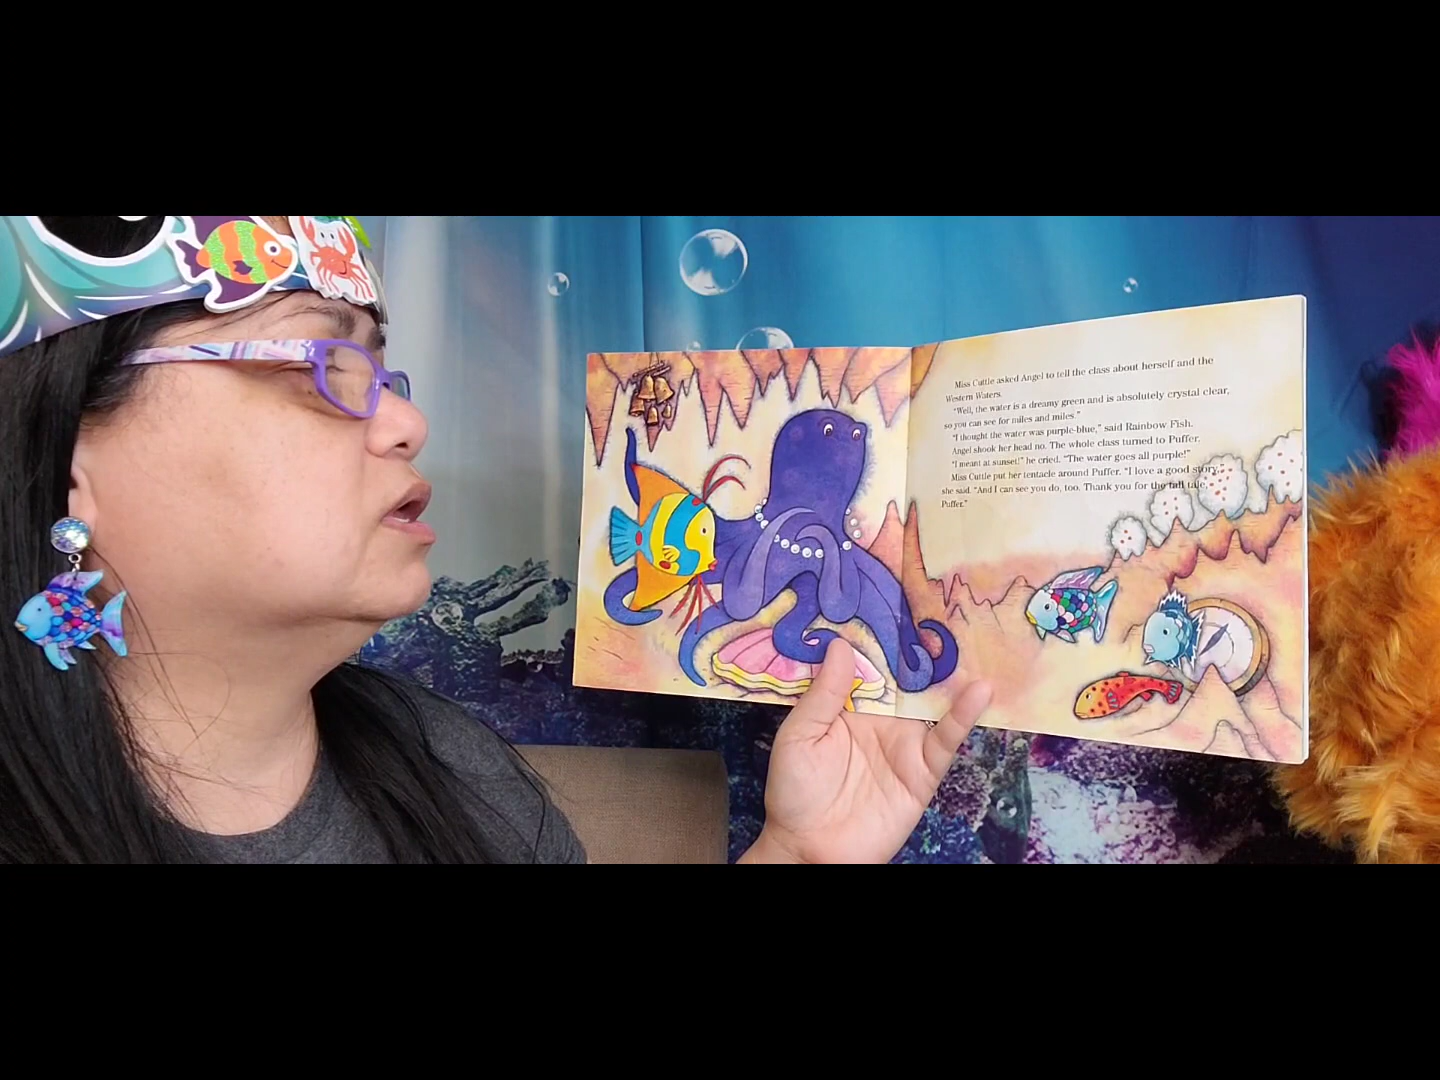 Miss Cuttle asked Angel to tell the class about herself and the
Western Waters.
"Well, the water is a dreamy green and is absolutely crystal clear,
so you can see for miles and miles."
"I thought the water was purple-blue," said Rainbow Fish.
Angel shook her head no. The whole class turned to Puffer.
"I meant at sunset!" he cried. "The water goes all purple!"
Miss Cuttle put her tentacle around Puffer. "I love a good story,"
she said. "And I can see you do, too. Thank you for the tall tale,
Puffer."